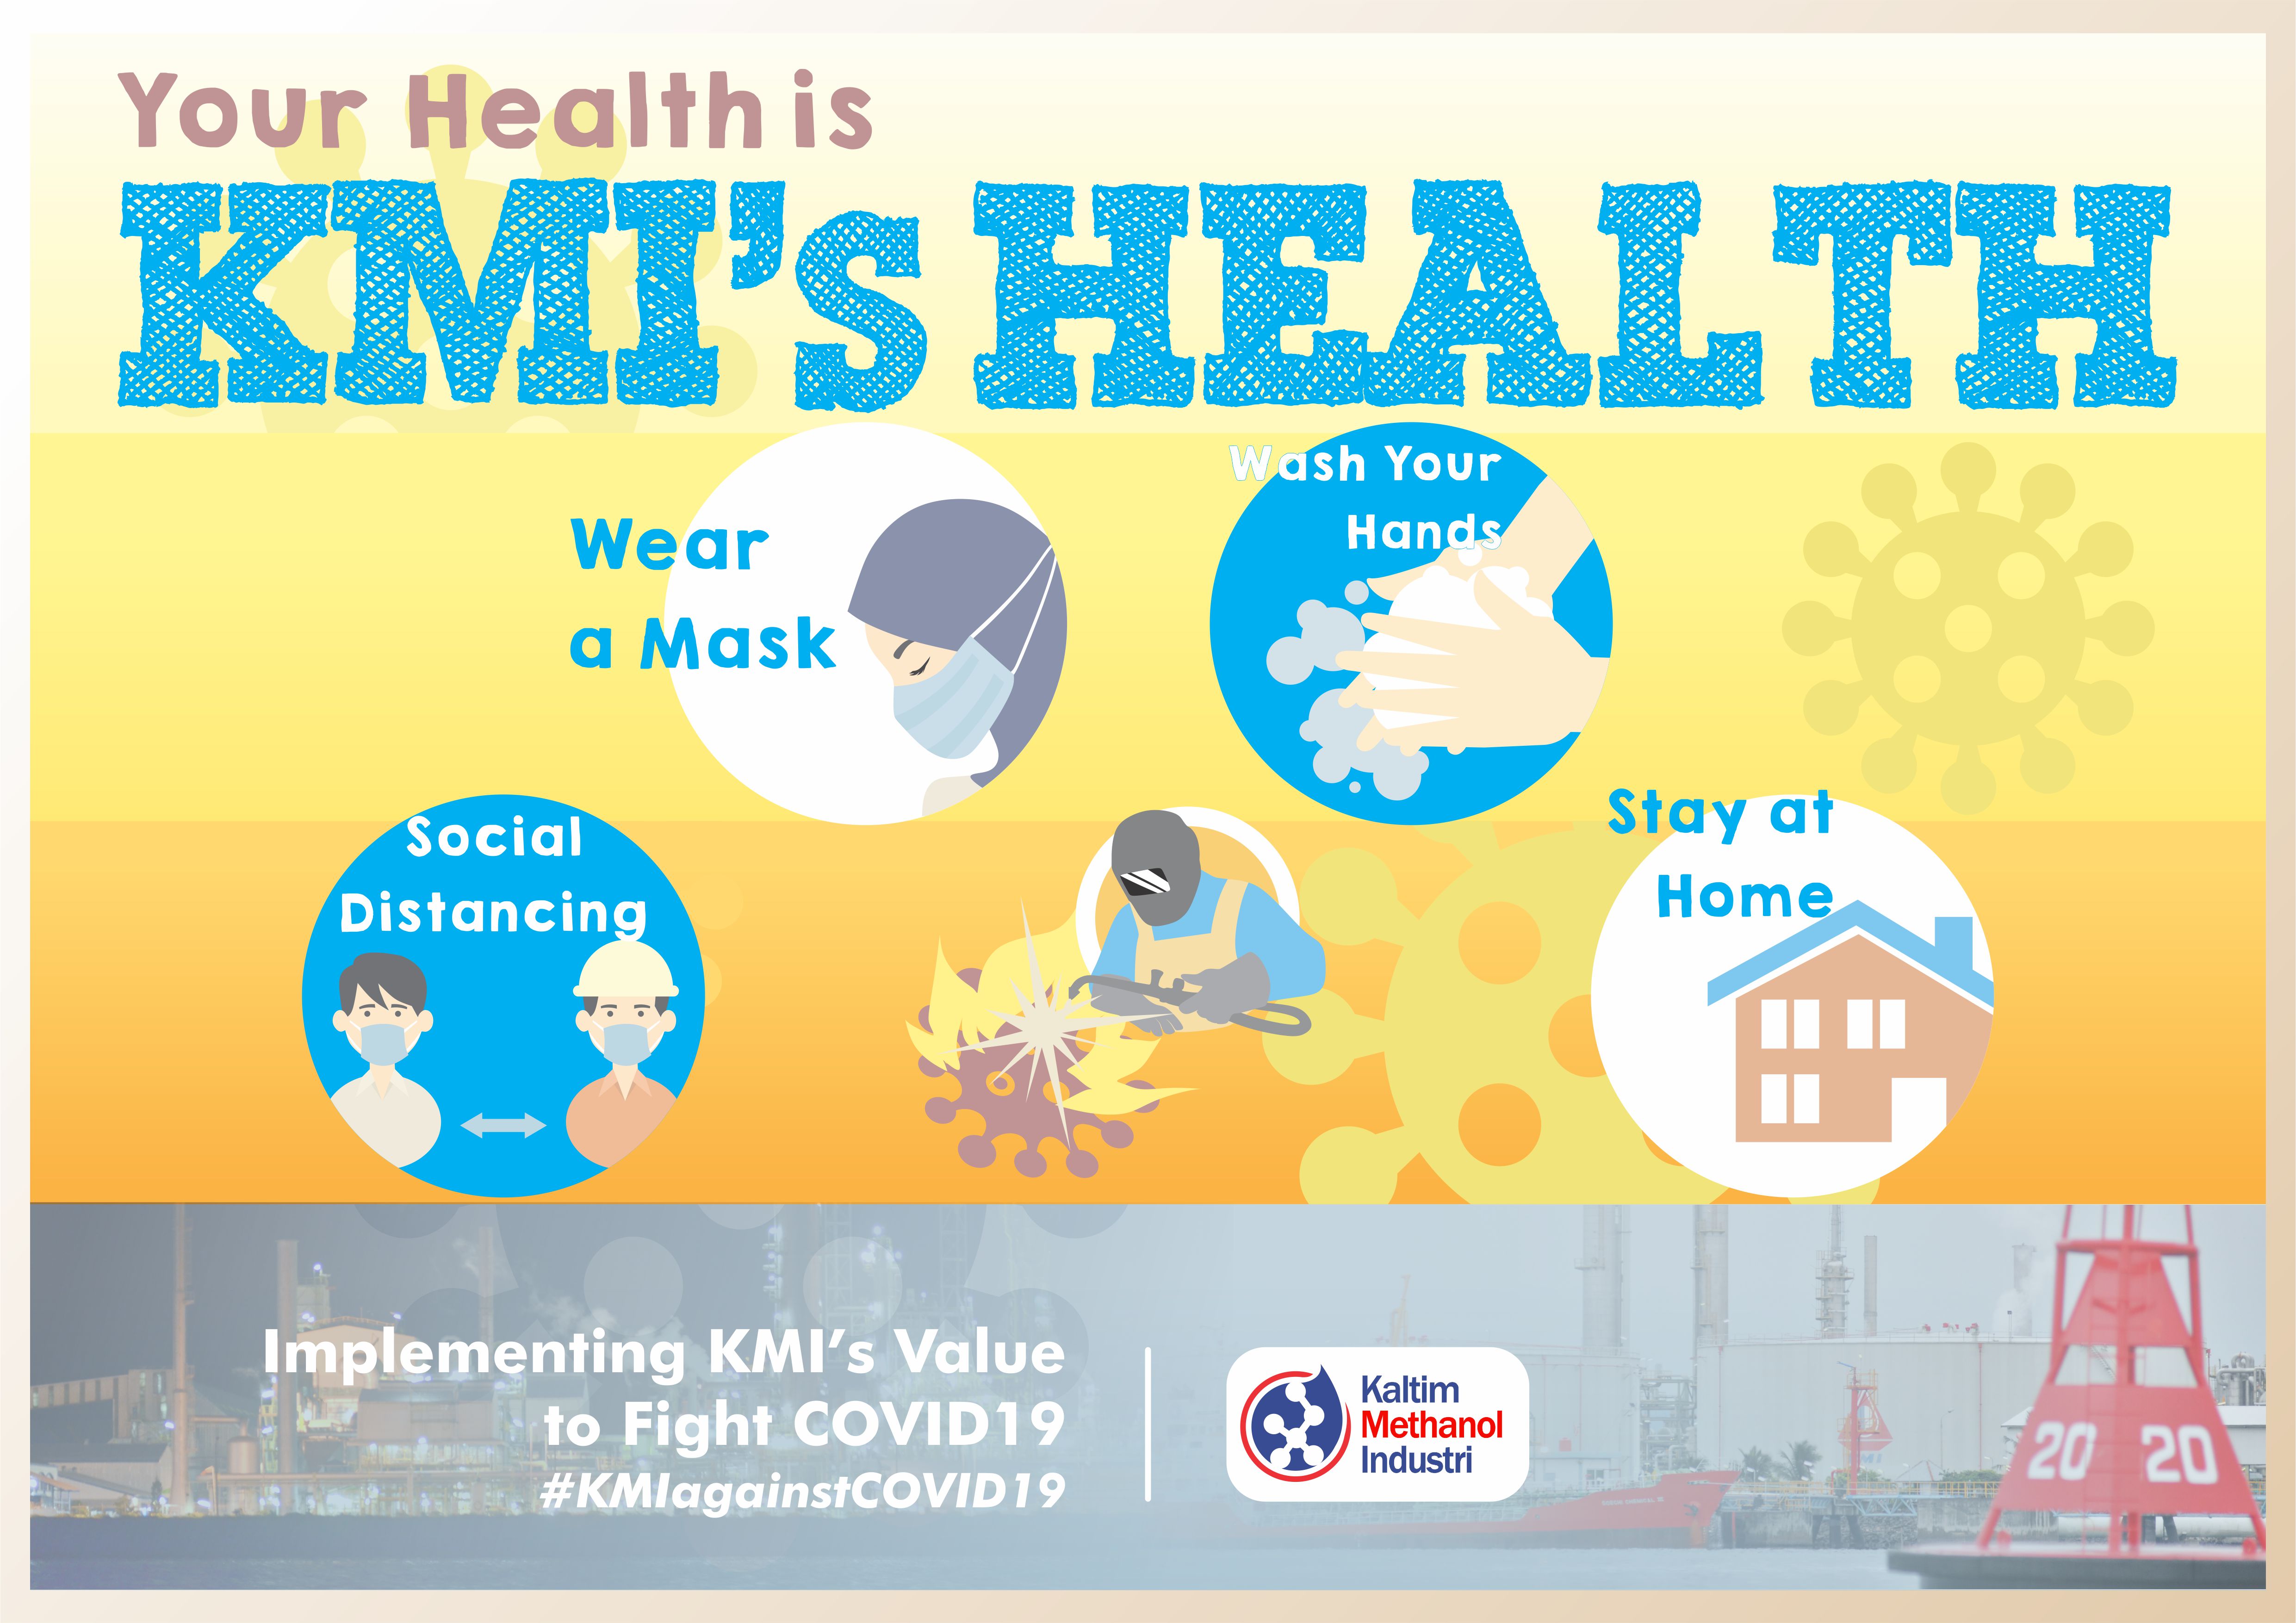 Your Health is
KMI's HEALTH
Wear
a Mask
Wash Your
Hands
Social
Distancing
Stay at
Home
Implementing KMI's Value
to Fight COVID19
#KMIagainstCOVID19
Kaltim
Methanol
Industri
20 20